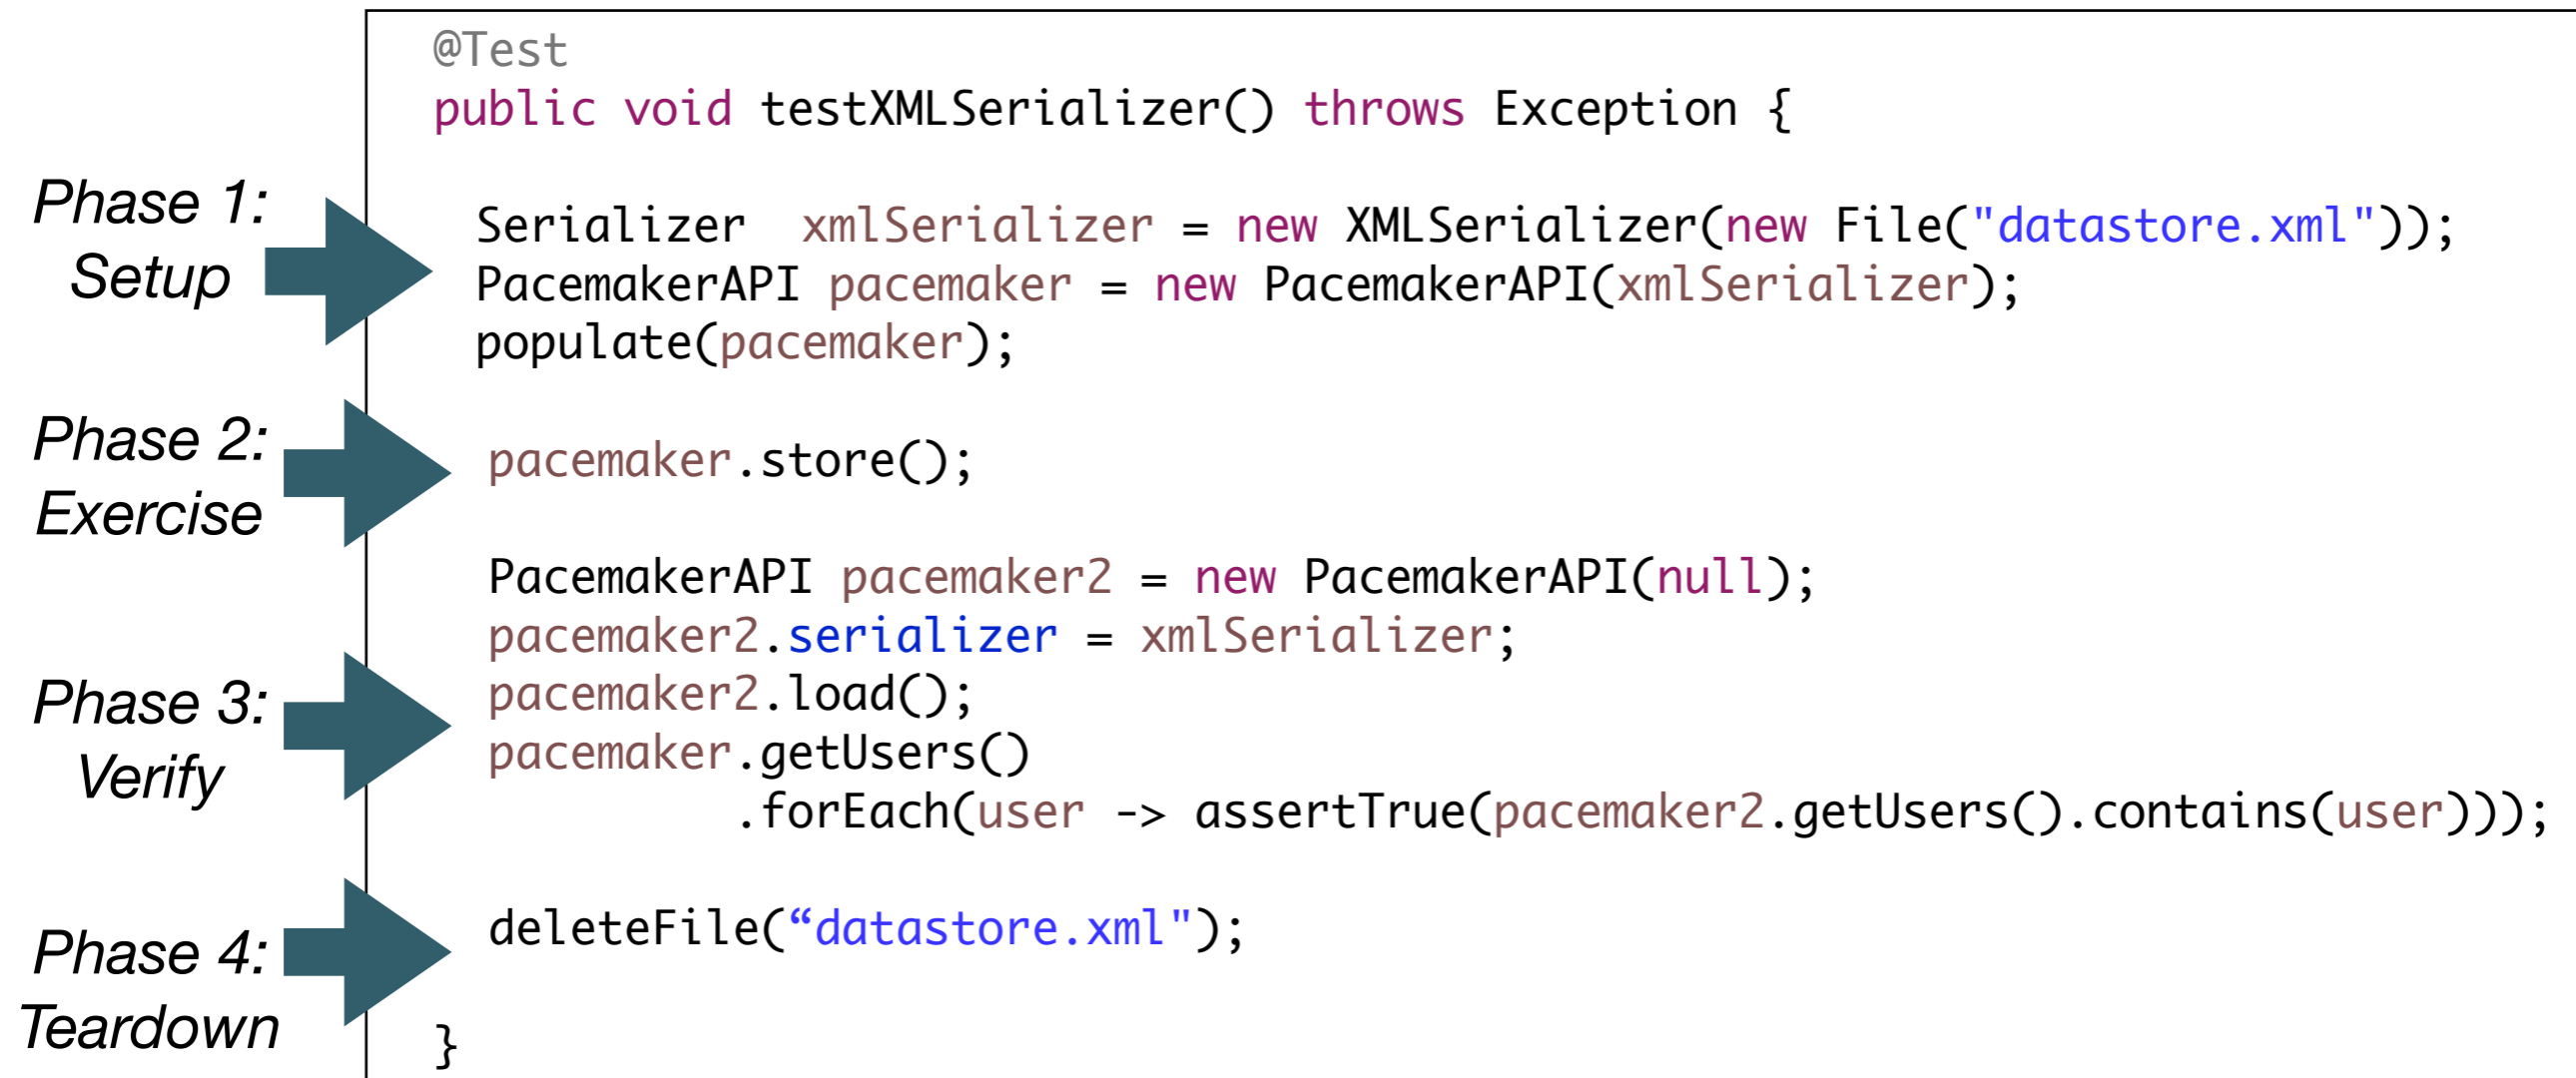 @Test
public void testXMLSerializer() throws Exception {
Phase 1:
Setup
Serializer  xmlSerializer = new XMLSerializer(new File("datastore.xml"));
PacemakerAPI pacemaker = new PacemakerAPI(xmlSerializer);
populate(pacemaker);
Phase 2:
Exercise
pacemaker.store();
Phase 3:
Verify
PacemakerAPI pacemaker2 = new PacemakerAPI(null);
pacemaker2.serializer = xmlSerializer;
pacemaker2.load();
pacemaker.getUsers()
.forEach(user -> assertTrue(pacemaker2.getUsers().contains(user)));
Phase 4:
Teardown
deleteFile(“datastore.xml");
}